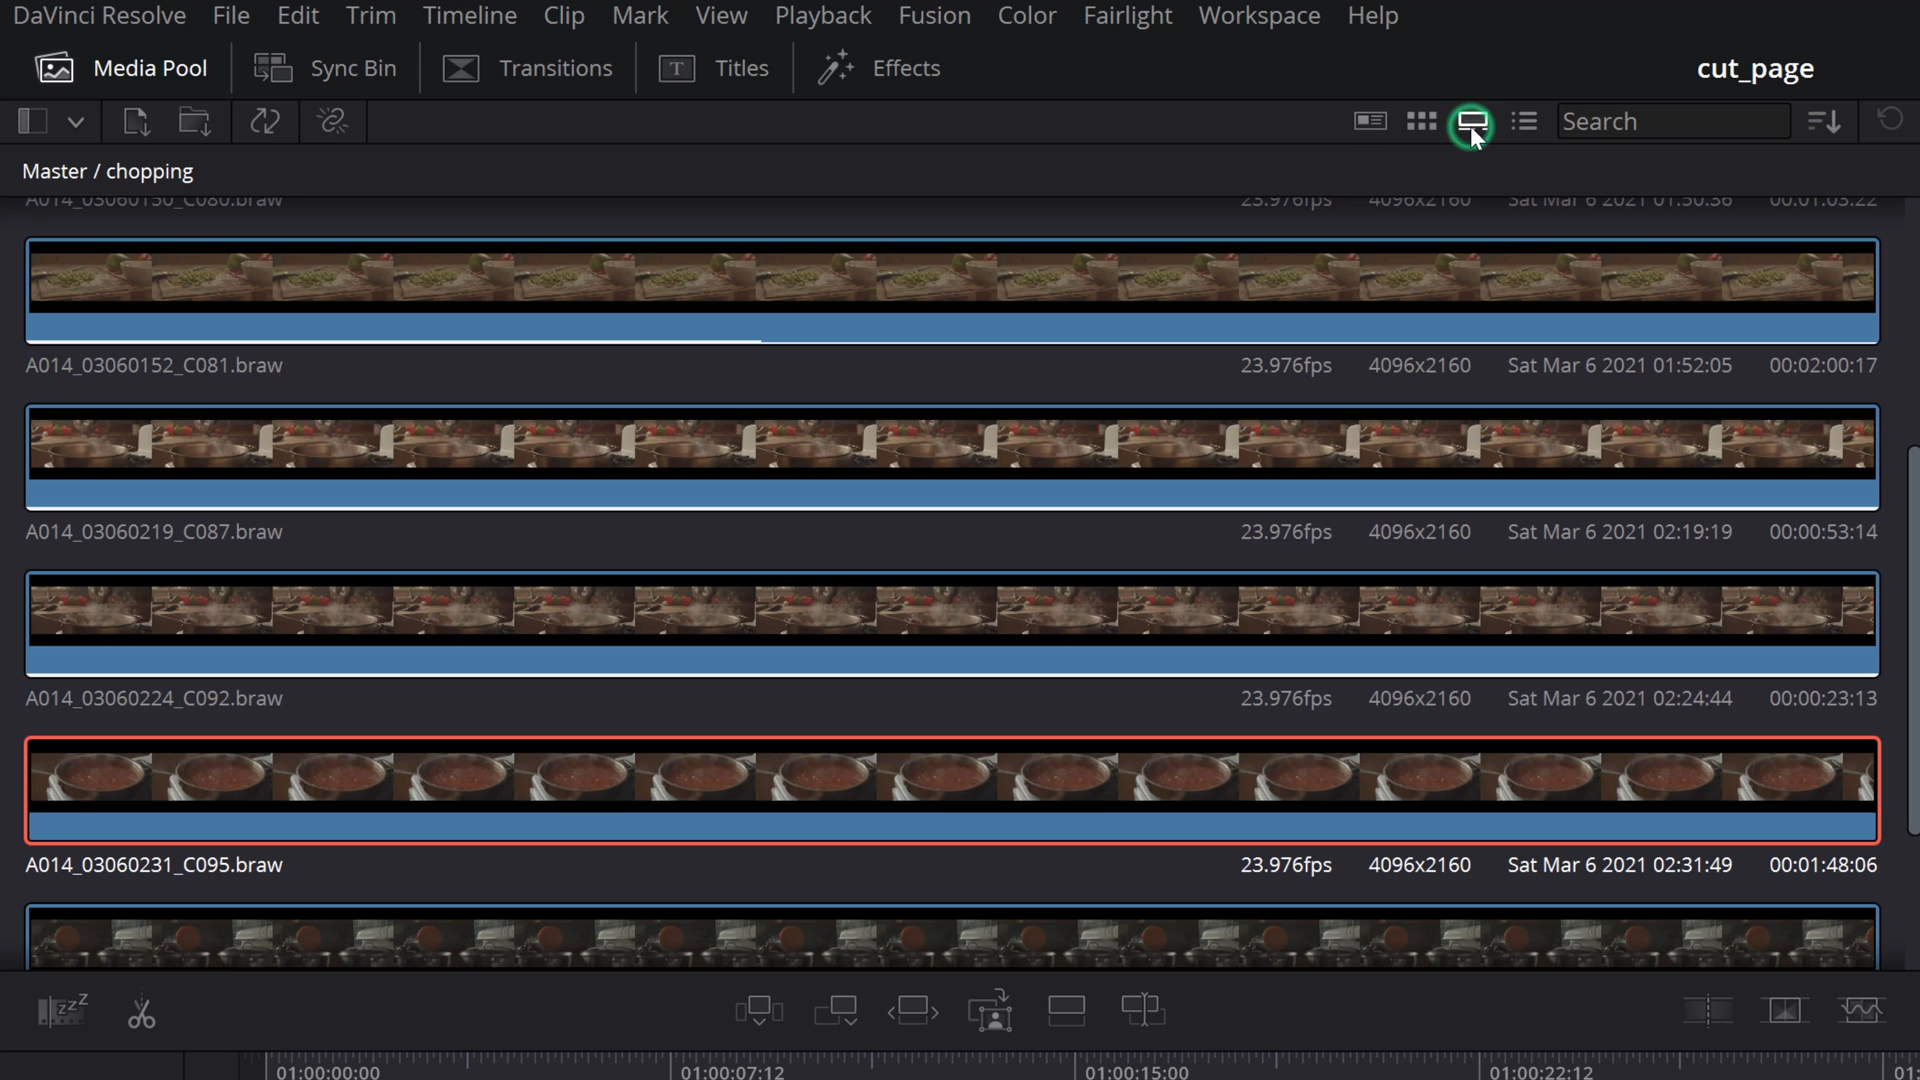 DaVinci Resolve File Edit Trim Timeline Clip Mark View Playback Fusion Color Fairlight Workspace Help
Media Pool Sync Bin Transitions T Titles Effects cut_page
Search
Master / chopping
A014_03060150_C080.braw 23.976fps 4096x2160 Sat Mar 6 2021 01:50:36 00:01:03:22
A014_03060152_C081.braw 23.976fps 4096x2160 Sat Mar 6 2021 01:52:05 00:02:00:17
A014_03060219_C087.braw 23.976fps 4096x2160 Sat Mar 6 2021 02:19:19 00:00:53:14
A014_03060224_C092.braw 23.976fps 4096x2160 Sat Mar 6 2021 02:24:44 00:00:23:13
A014_03060231_C095.braw 23.976fps 4096x2160 Sat Mar 6 2021 02:31:49 00:01:48:06
zzZ
01:00:00:00 01:00:07:12 01:00:15:00 01:00:22:12 01: